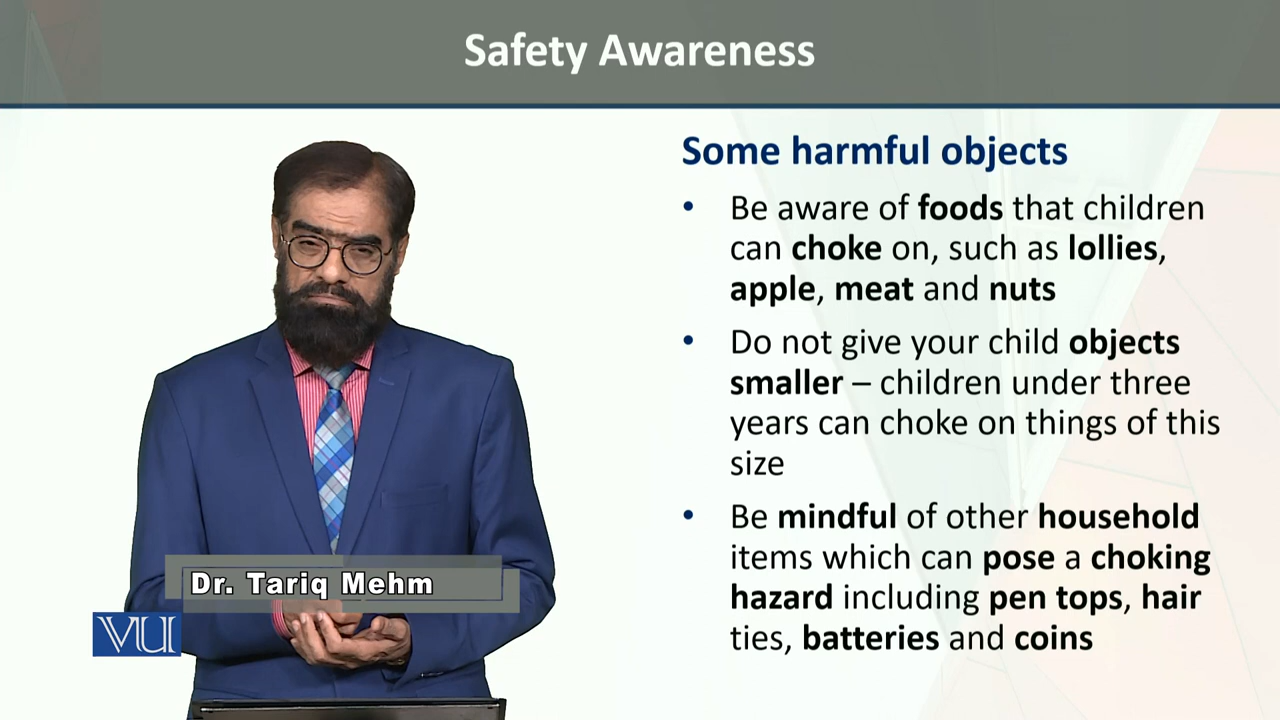 Safety Awareness
Some harmful objects
• Be aware of foods that children
can choke on, such as lollies,
apple, meat and nuts
• Do not give your child objects
smaller – children under three
years can choke on things of this
size
• Be mindful of other household
items which can pose a choking
hazard including pen tops, hair
ties, batteries and coins
Dr. Tariq Mehm
VU